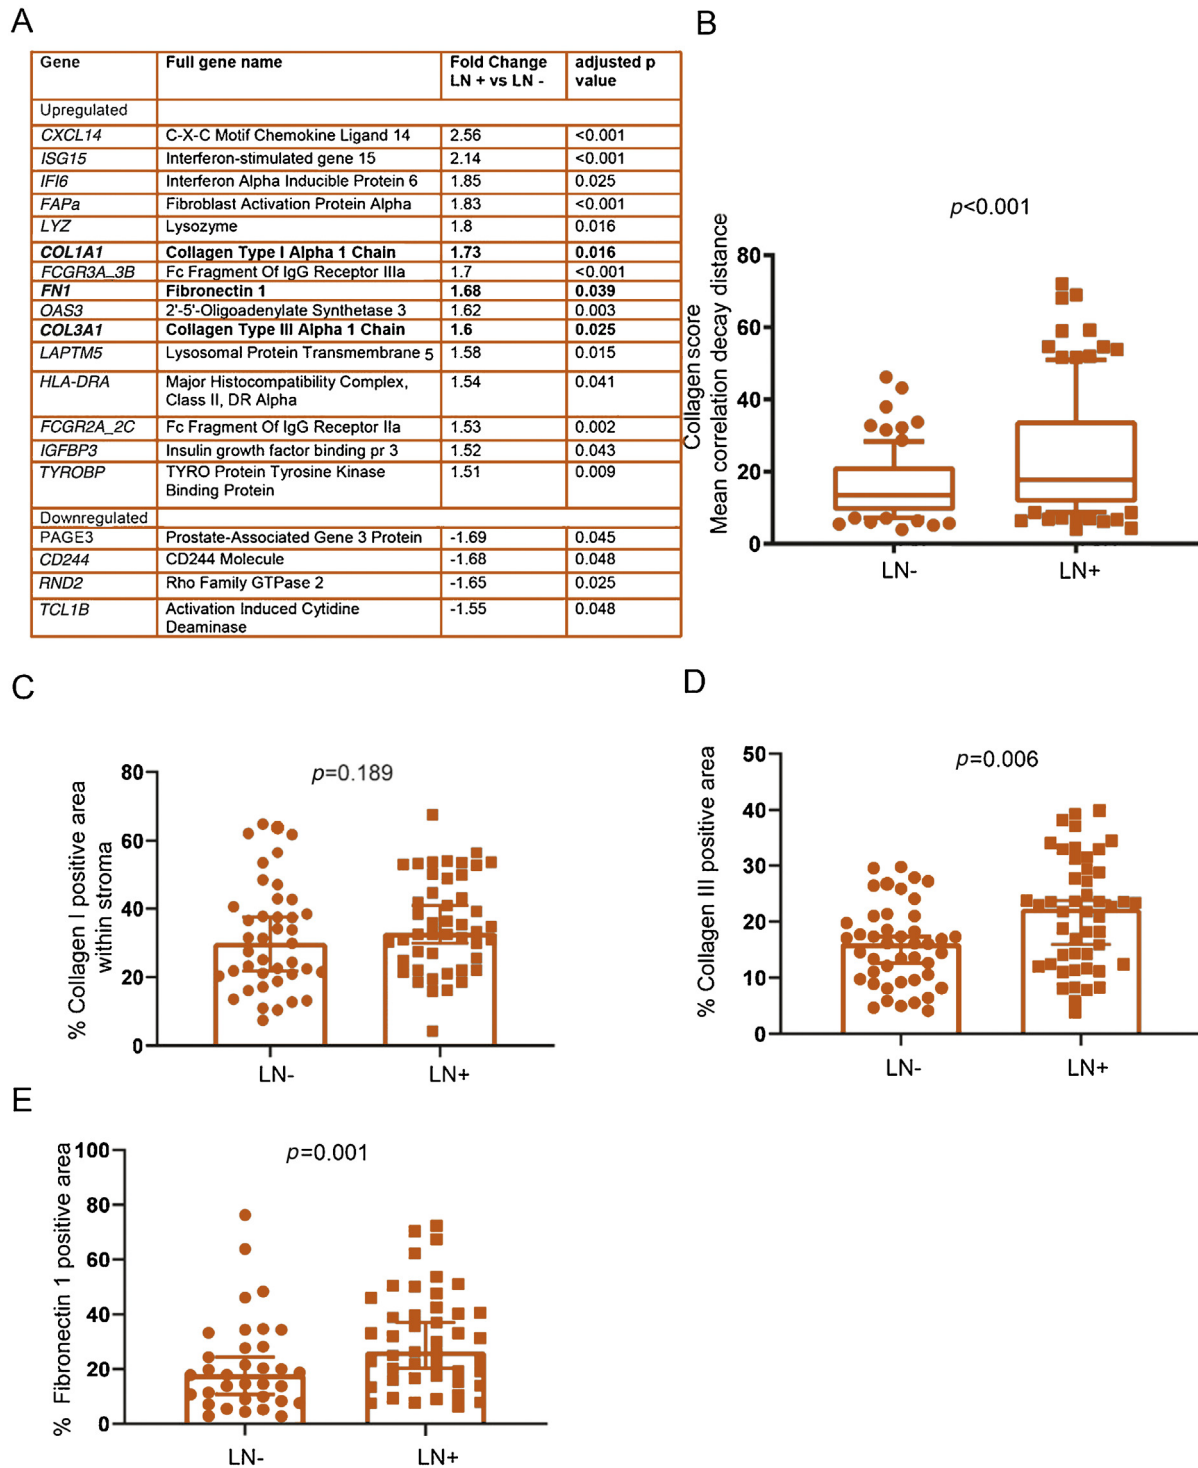 A
Gene Full gene name Fold Change adjusted p
LN + vs LN - value
Upregulated
CXCL14 C-X-C Motif Chemokine Ligand 14 2.56 <0.001
ISG15 Interferon-stimulated gene 15 2.14 <0.001
IFI6 Interferon Alpha Inducible Protein 6 1.85 0.025
FAPa Fibroblast Activation Protein Alpha 1.83 <0.001
LYZ Lysozyme 1.8 0.016
COL1A1 Collagen Type I Alpha 1 Chain 1.73 0.016
FCGR3A_3B Fc Fragment Of IgG Receptor IIIa 1.7 <0.001
FN1 Fibronectin 1 1.68 0.039
OAS3 2'-5'-Oligoadenylate Synthetase 3 1.62 0.003
COL3A1 Collagen Type III Alpha 1 Chain 1.6 0.025
LAPTM5 Lysosomal Protein Transmembrane 5 1.58 0.015
HLA-DRA Major Histocompatibility Complex, 1.54 0.041
Class II, DR Alpha
FCGR2A_2C Fc Fragment Of IgG Receptor IIa 1.53 0.002
IGFBP3 Insulin growth factor binding pr 3 1.52 0.043
TYROBP TYRO Protein Tyrosine Kinase 1.51 0.009
Binding Protein
Downregulated
PAGE3 Prostate-Associated Gene 3 Protein -1.69 0.045
CD244 CD244 Molecule -1.68 0.048
RND2 Rho Family GTPase 2 -1.65 0.025
TCL1B Activation Induced Cytidine -1.55 0.048
Deaminase
B
p<0.001
Collagen score
Mean correlation decay distance
80
60
40
20
0
LN- LN+
C
p=0.189
% Collagen I positive area
within stroma
80
60
40
20
0
LN- LN+
D
p=0.006
% Collagen III positive area
50
40
30
20
10
0
LN- LN+
E
p=0.001
% Fibronectin 1 positive area
100
80
60
40
20
0
LN- LN+